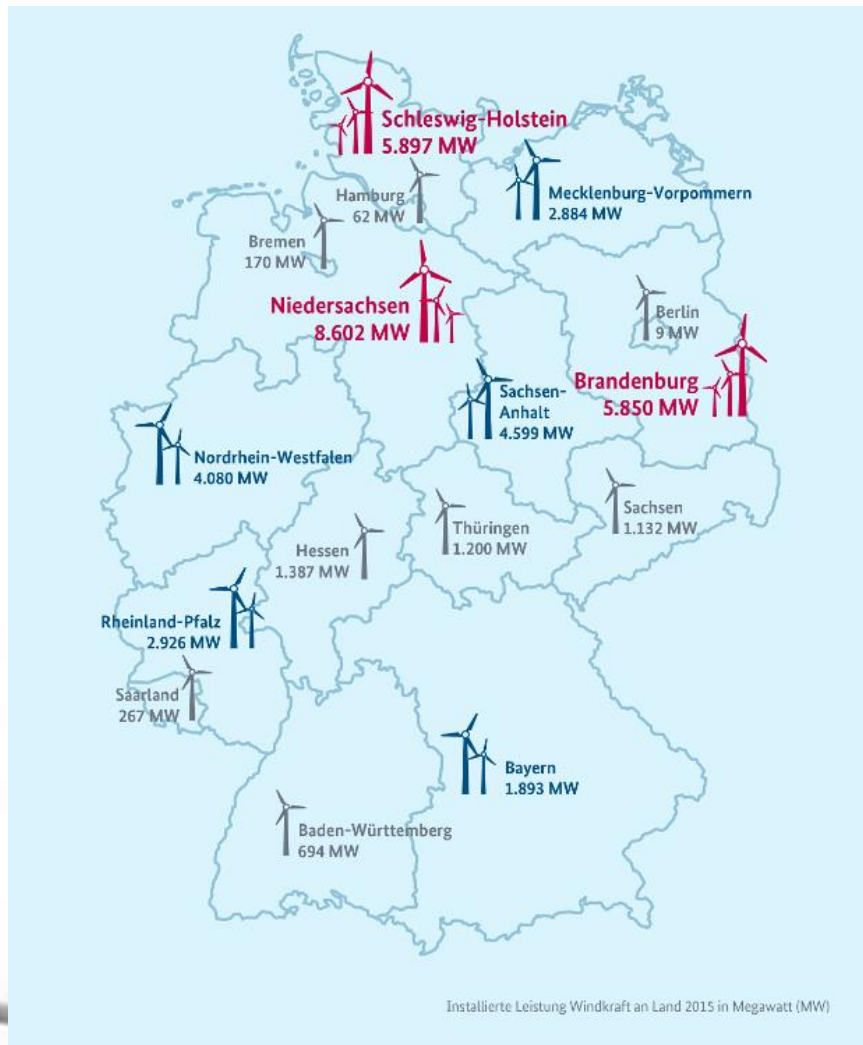 Schleswig-Holstein
5.897 MW
Mecklenburg-Vorpommern
2.884 MW
Hamburg
62 MW
Bremen
170 MW
Niedersachsen
8.602 MW
Berlin
9 MW
Brandenburg
5.850 MW
Sachsen-
Anhalt
4.599 MW
Nordrhein-Westfalen
4.080 MW
Sachsen
1.132 MW
Thüringen
1.200 MW
Hessen
1.387 MW
Rheinland-Pfalz
2.926 MW
Saarland
267 MW
Bayern
1.893 MW
Baden-Württemberg
694 MW
Installierte Leistung Windkraft an Land 2015 in Megawatt (MW)